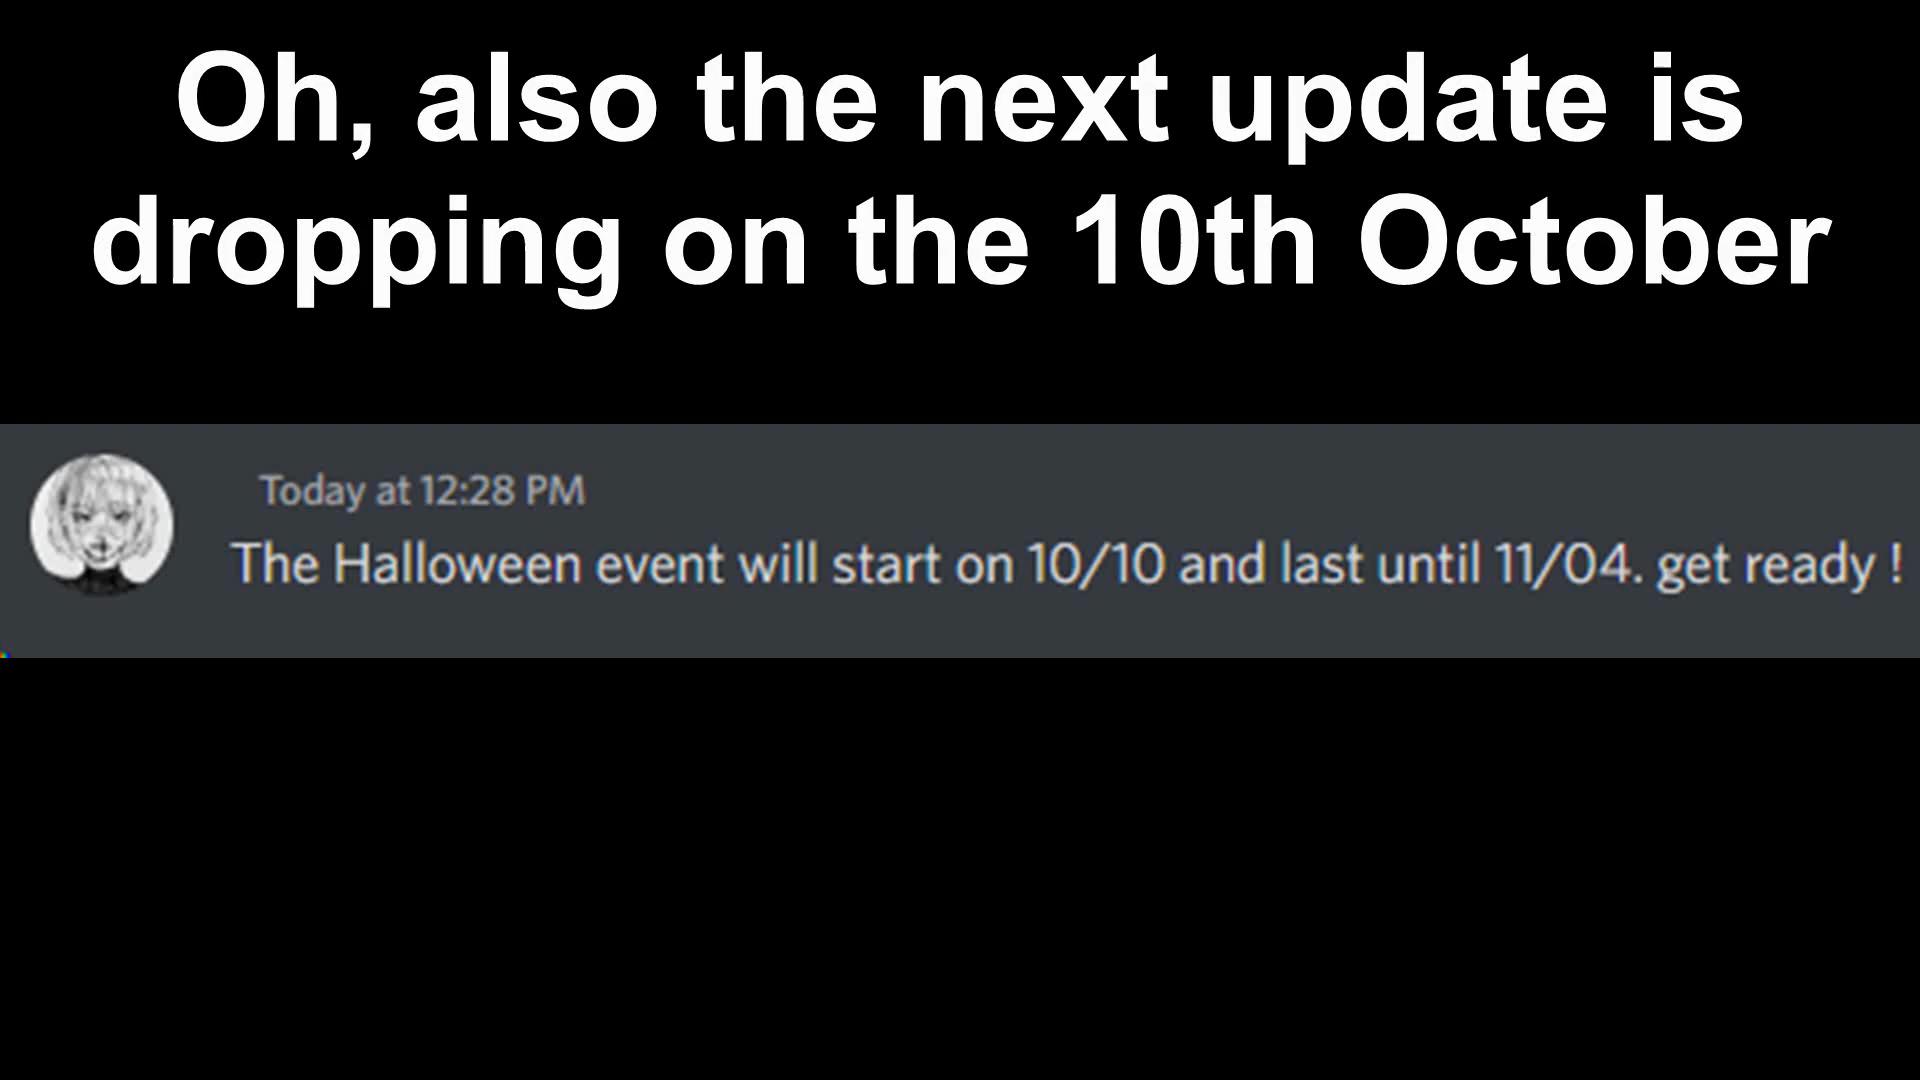 Oh, also the next update is
dropping on the 10th October
Today at 12:28 PM
The Halloween event will start on 10/10 and last until 11/04. get ready !